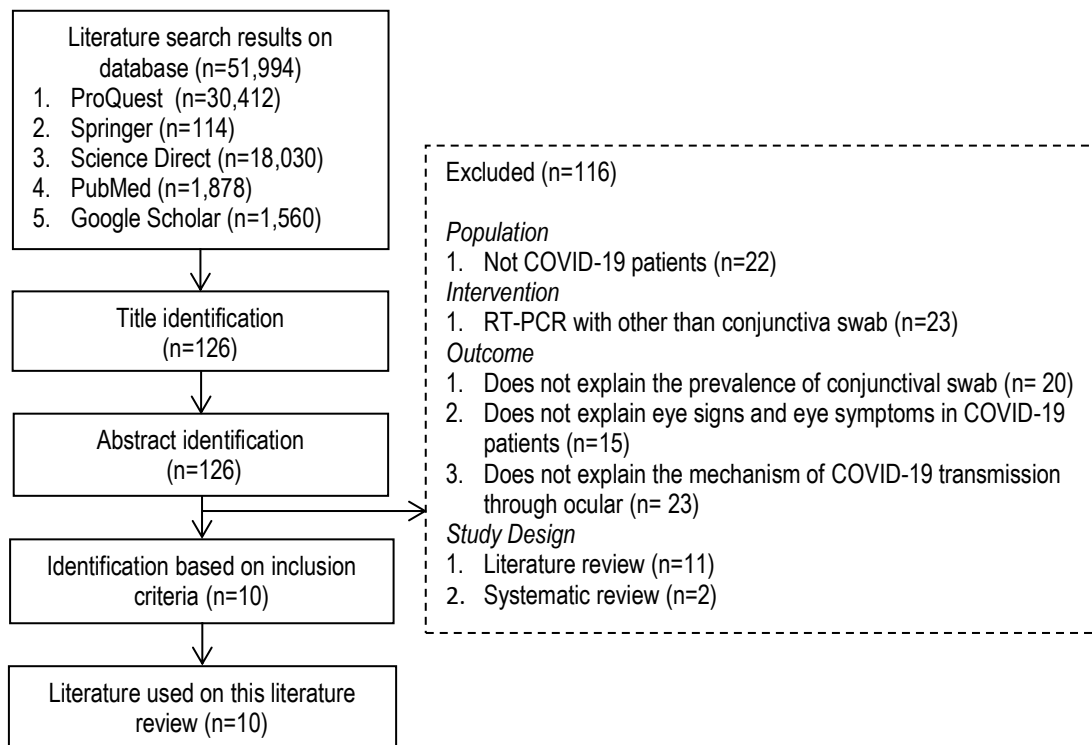 Literature search results on
database (n=51,994)
1. ProQuest (n=30,412)
2. Springer (n=114)
3. Science Direct (n=18,030)
4. PubMed (n=1,878)
5. Google Scholar (n=1,560)
Title identification
(n=126)
Abstract identification
(n=126)
Excluded (n=116)
Population
1. Not COVID-19 patients (n=22)
Intervention
1. RT-PCR with other than conjunctiva swab (n=23)
Outcome
1. Does not explain the prevalence of conjunctival swab (n= 20)
2. Does not explain eye signs and eye symptoms in COVID-19
patients (n=15)
3. Does not explain the mechanism of COVID-19 transmission
through ocular (n= 23)
Study Design
1. Literature review (n=11)
2. Systematic review (n=2)
Identification based on inclusion
criteria (n=10)
Literature used on this literature
review (n=10)